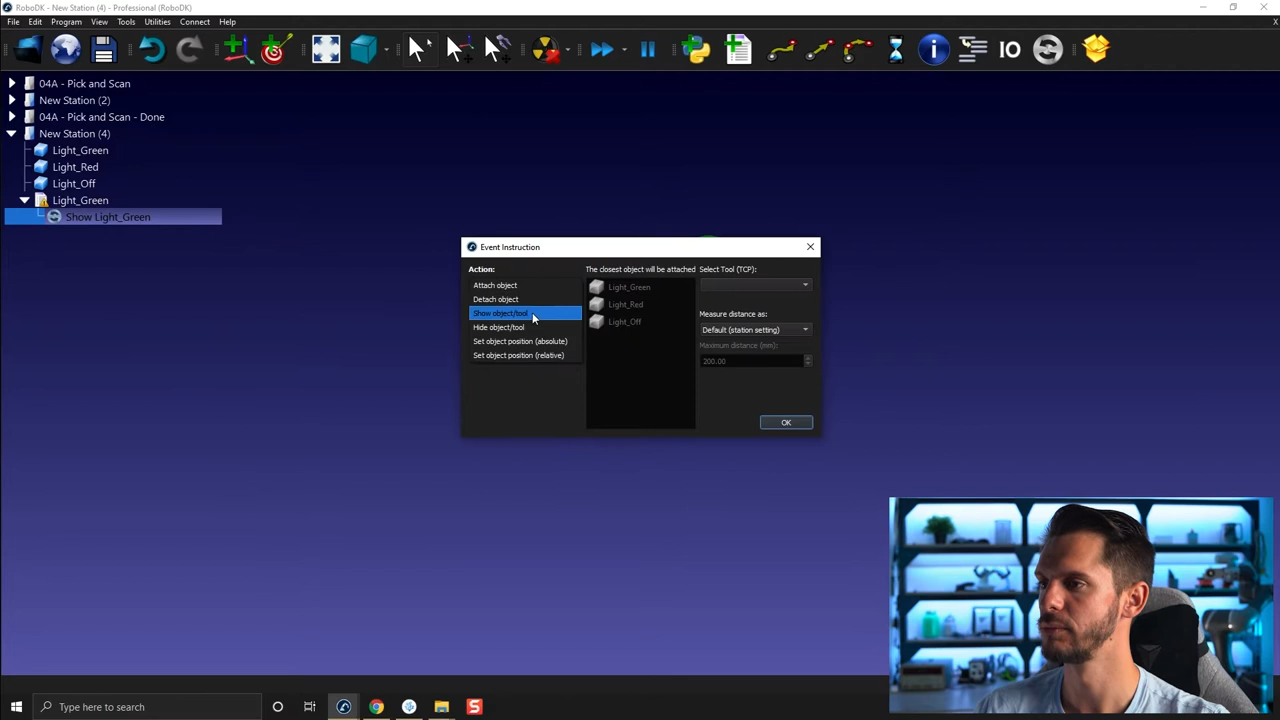 RoboDK - New Station (4) - Professional (RoboDK)
File Edit Program View Tools Utilities Connect Help
X
IO
04A - Pick and Scan
New Station (2)
04A - Pick and Scan - Done
New Station (4)
Light_Green
Light_Red
Light_Off
Light_Green
Show Light_Green
Event Instruction
Action:
Attach object
Detach object
Show object/tool
Hide object/tool
Set object position (absolute)
Set object position (relative)
The closest object will be attached
Light_Green
Light_Red
Light_Off
Select Tool (TCP):
Measure distance as:
Default (station setting)
Maximum distance (mm):
200.00
OK
Type here to search
S